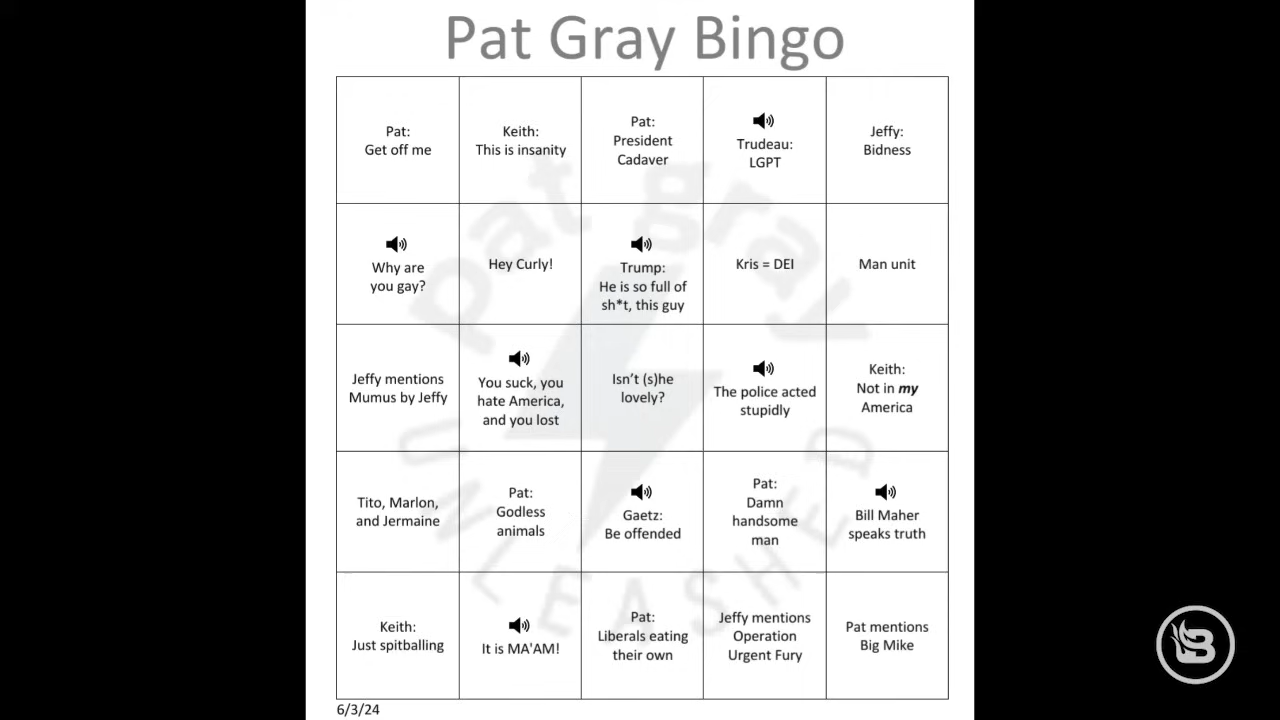 Pat Gray Bingo
Pat:
Get off me
Keith:
This is insanity
Pat:
President
Cadaver
Trudeau:
LGPT
Jeffy:
Bidness
Why are
you gay?
Hey Curly!
Trump:
He is so full of
sh*t, this guy
Kris = DEI
Man unit
Jeffy mentions
Mumus by Jeffy
You suck, you
hate America,
and you lost
Isn't (s)he
lovely?
The police acted
stupidly
Keith:
Not in my
America
Tito, Marlon,
and Jermaine
Pat:
Godless
animals
Gaetz:
Be offended
Pat:
Damn
handsome
man
Bill Maher
speaks truth
Keith:
Just spitballing
It is MA'AM!
Pat:
Liberals eating
their own
Jeffy mentions
Operation
Urgent Fury
Pat mentions
Big Mike
6/3/24
pat gray
UNLEASHED
B